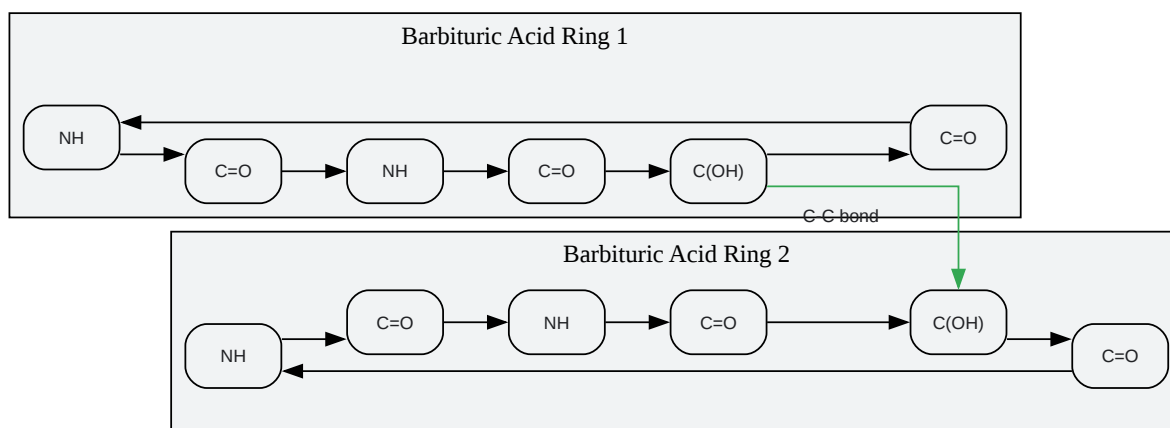 Barbituric Acid Ring 1
NH
C=O
NH
C=O
C(OH)
C=O
C-C bond
Barbituric Acid Ring 2
NH
C=O
NH
C=O
C(OH)
C=O